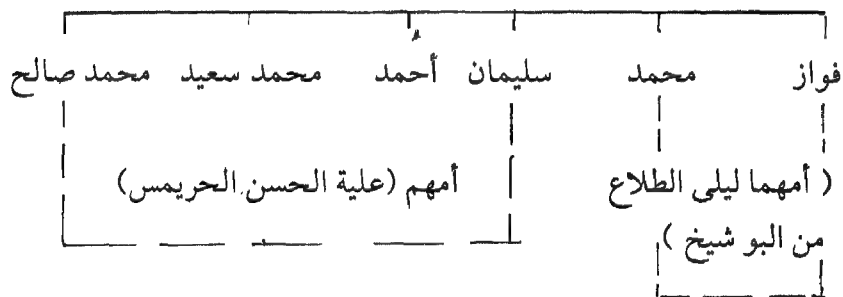 فواز محمد سليمان أحمد محمد سعيد محمد صالح
( أمهما ليلى الطلاع أمهم (علية الحسن الحريمس)
من البو شيخ )